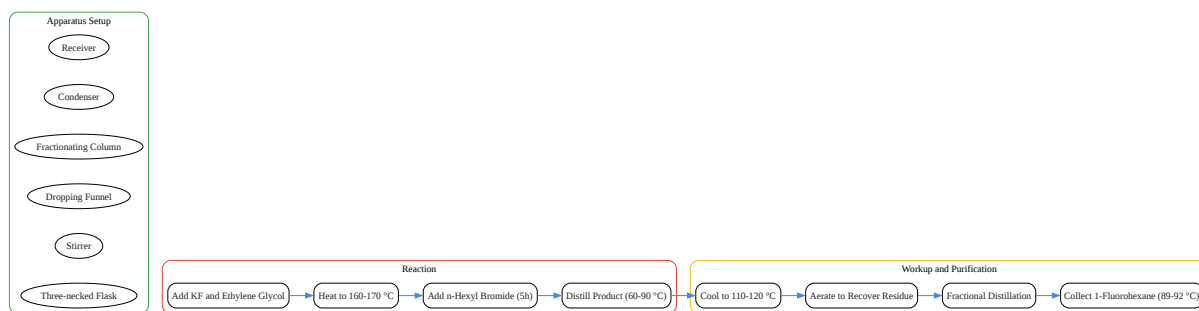 Apparatus Setup
Receiver
Condenser
Fractionating Column
Dropping Funnel
Stirrer
Three-necked Flask
Reaction
Add KF and Ethylene Glycol
Heat to 160-170 °C
Add n-Hexyl Bromide (5h)
Distill Product (60-90 °C)
Workup and Purification
Cool to 110-120 °C
Aerate to Recover Residue
Fractional Distillation
Collect 1-Fluorohexane (89-92 °C)